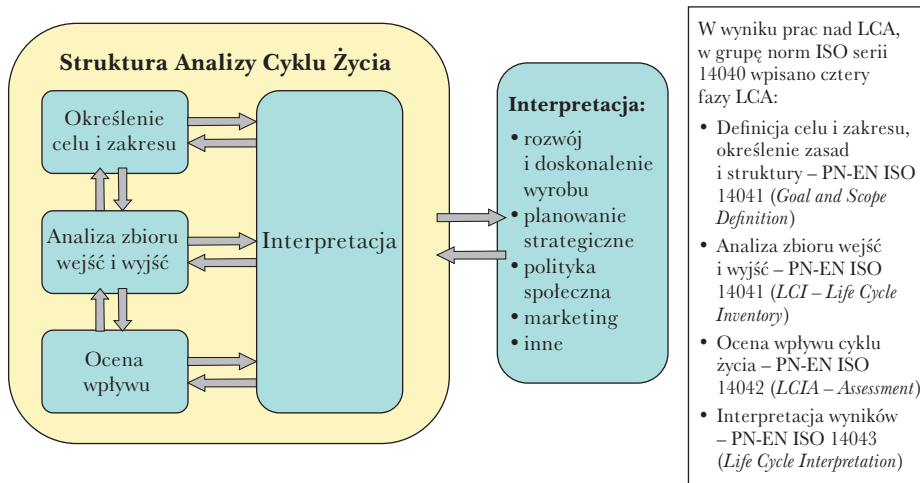 Struktura Analizy Cyklu Życia
Określenie
celu i zakresu
Analiza zbioru
wejść i wyjść
Ocena
wpływu
Interpretacja
Interpretacja:
• rozwój
i doskonalenie
wyrobu
• planowanie
strategiczne
• polityka
społeczna
• marketing
• inne
W wyniku prac nad LCA,
w grupę norm ISO serii
14040 wpisano cztery
fazy LCA:
• Definicja celu i zakresu,
określenie zasad
i struktury – PN-EN ISO
14041 (Goal and Scope
Definition)
• Analiza zbioru wejść
i wyjść – PN-EN ISO
14041 (LCI – Life Cycle
Inventory)
• Ocena wpływu cyklu
życia – PN-EN ISO
14042 (LCIA – Assessment)
• Interpretacja wyników
– PN-EN ISO 14043
(Life Cycle Interpretation)